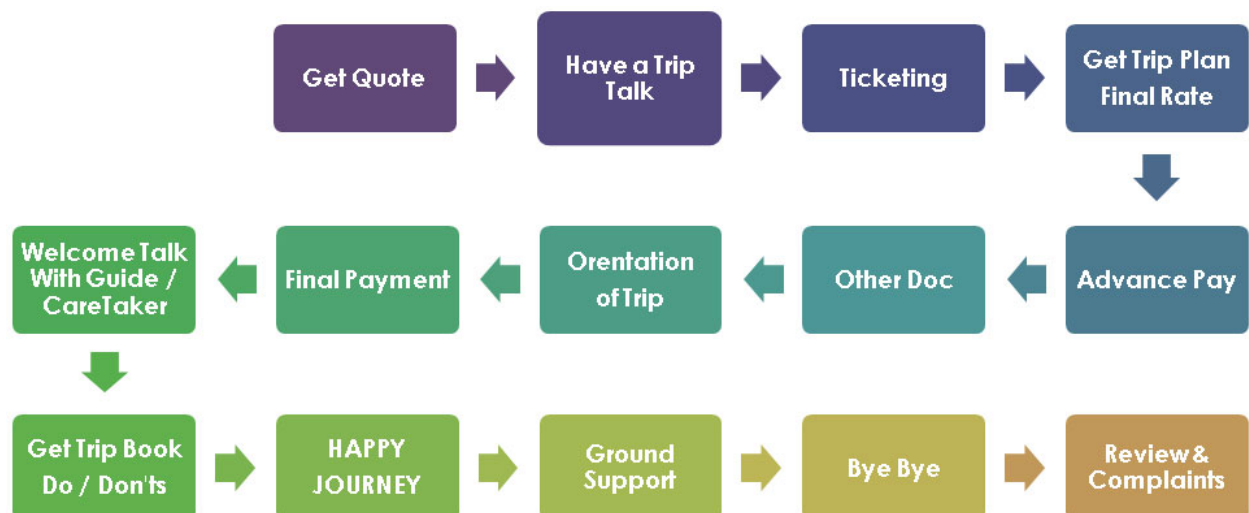 Get Quote
Have a Trip
Talk
Ticketing
Get Trip Plan
Final Rate
Advance Pay
Other Doc
Orentation
of Trip
Final Payment
Welcome Talk
With Guide /
CareTaker
Get Trip Book
Do / Don'ts
HAPPY
JOURNEY
Ground
Support
Bye Bye
Review &
Complaints